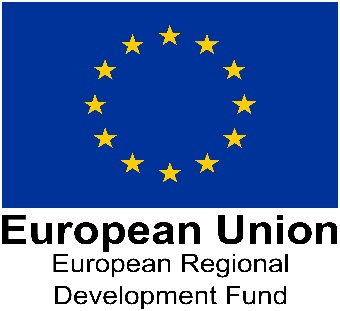 European Union
European Regional
Development Fund